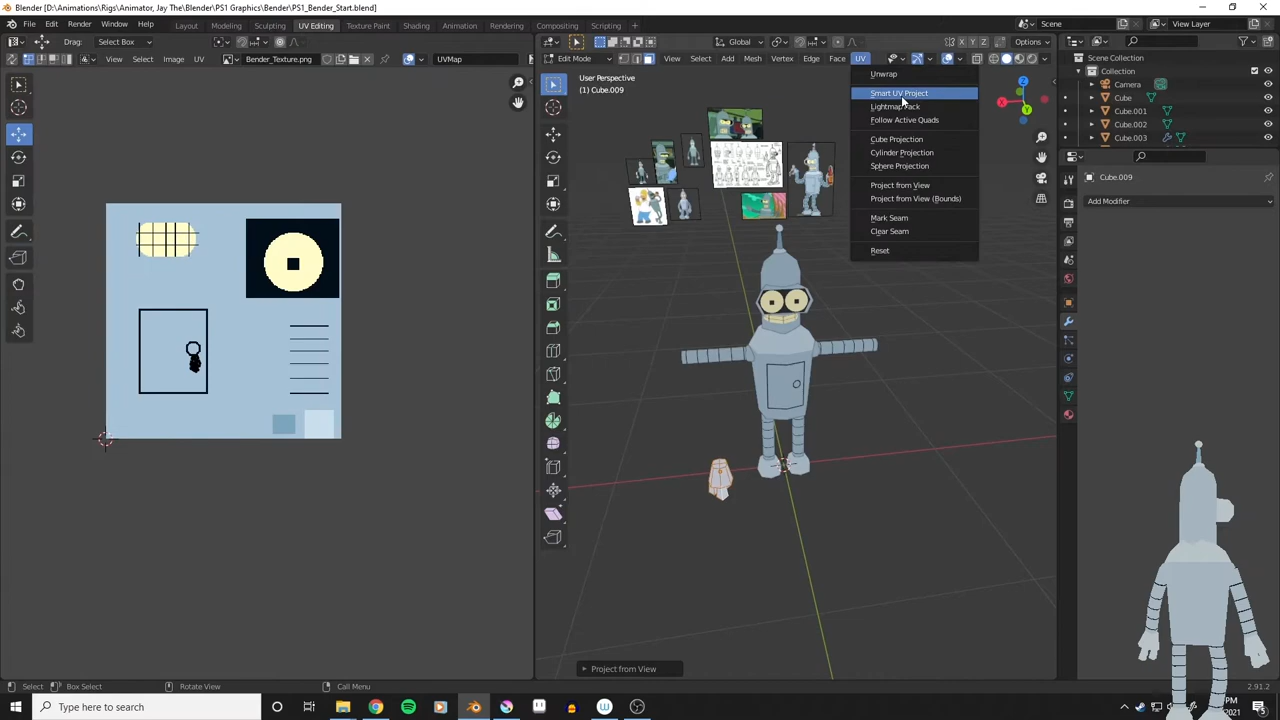 Blender [D:\Animations\Rigs\Animator, Jay The\PS1 Graphics\Bender\PS1_Bender_Start.blend]
File Edit Render Window Help Layout Modeling Sculpting UV Editing Texture Paint Shading Animation Rendering Compositing Scripting Scene View Layer
Drag: Select Box Global Options
View Select Image UV Bender_Texture.png UVMap Edit Mode View Select Add Mesh Vertex Edge Face UV
User Perspective
(1) Cube.009
Unwrap
Smart UV Project
Lightmap Pack
Follow Active Quads
Cube Projection
Cylinder Projection
Sphere Projection
Project from View
Project from View (Bounds)
Mark Seam
Clear Seam
Reset
X Y Z
Scene Collection
Collection
Camera
Cube
Cube.001
Cube.002
Cube.003
Cube.009
Add Modifier
Project from View
Select Box Select Rotate View Call Menu 2.91.2
Type here to search